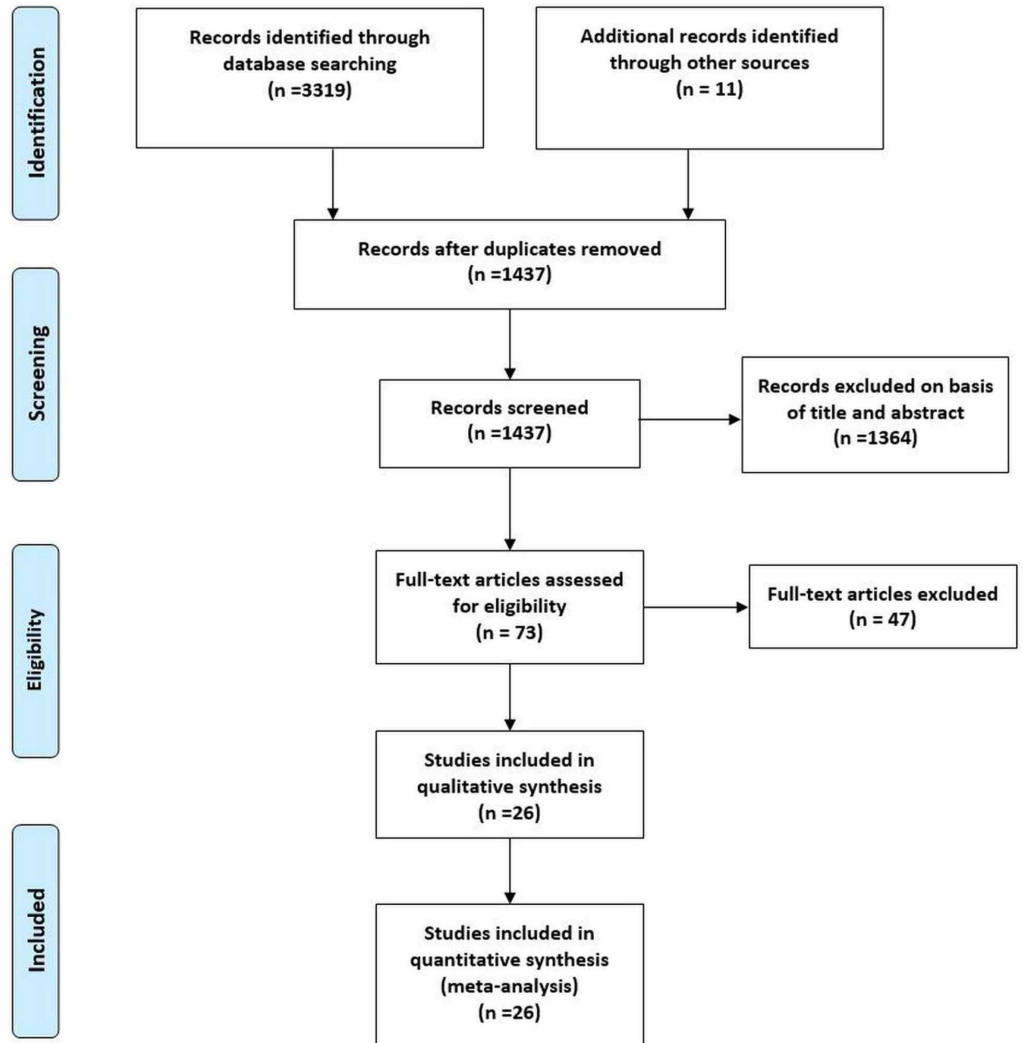 Identification
Records identified through
database searching
(n =3319)
Additional records identified
through other sources
(n = 11)
Records after duplicates removed
(n =1437)
Screening
Records screened
(n =1437)
Records excluded on basis
of title and abstract
(n =1364)
Eligibility
Full-text articles assessed
for eligibility
(n = 73)
Full-text articles excluded
(n = 47)
Studies included in
qualitative synthesis
(n =26)
Included
Studies included in
quantitative synthesis
(meta-analysis)
(n =26)